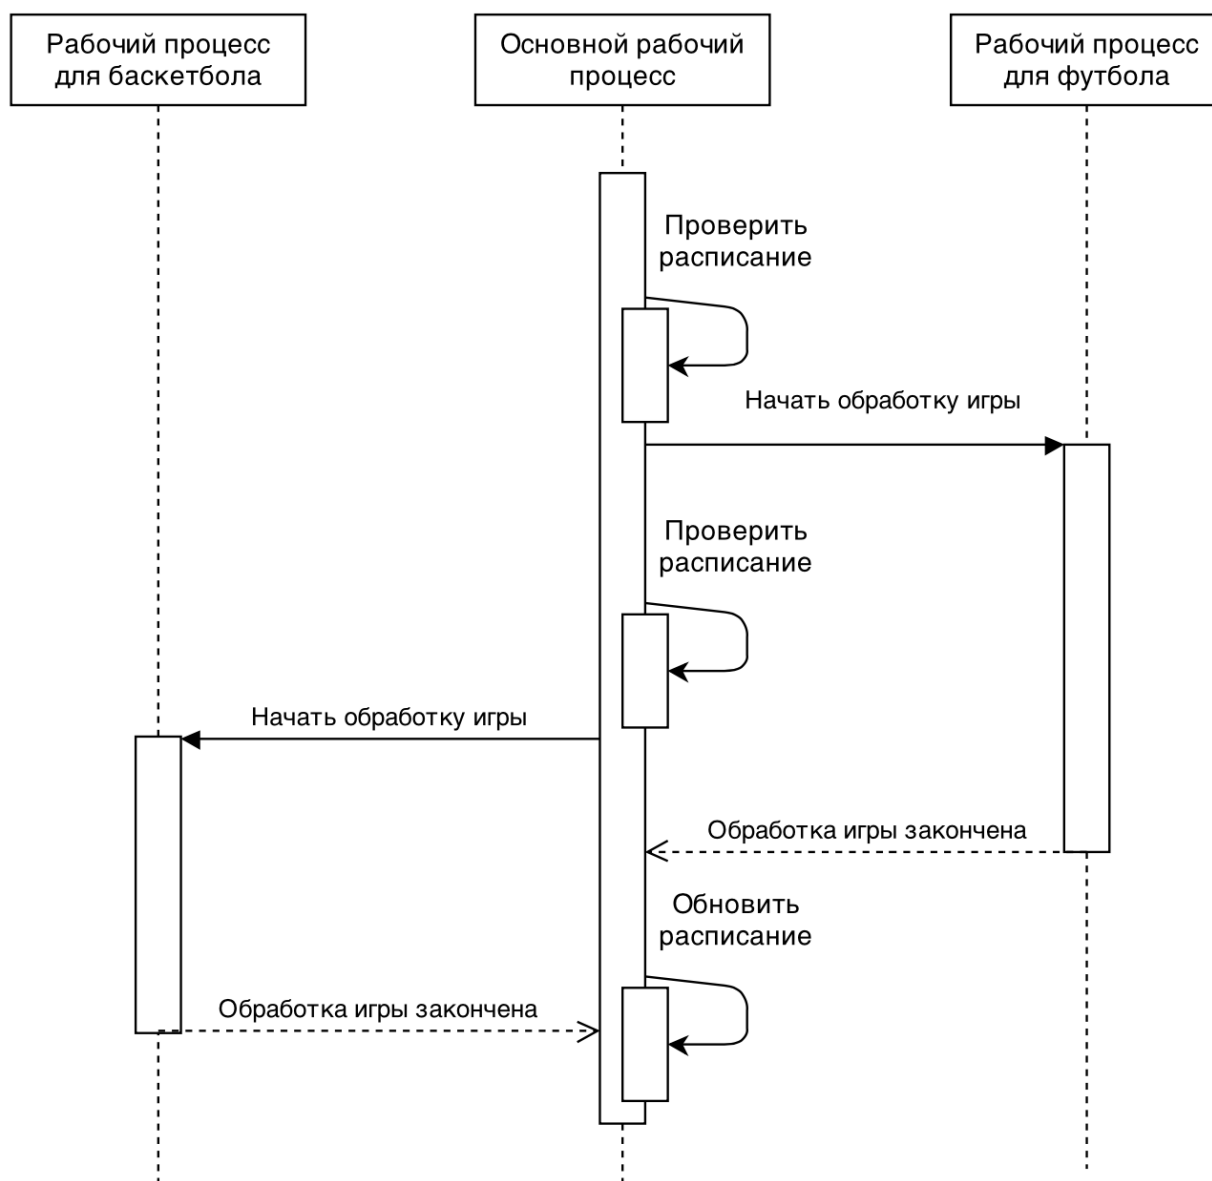 Рабочий процесс
для баскетбола
Основной рабочий
процесс
Рабочий процесс
для футбола
Проверить
расписание
Начать обработку игры
Проверить
расписание
Начать обработку игры
Обработка игры закончена
Обновить
расписание
Обработка игры закончена